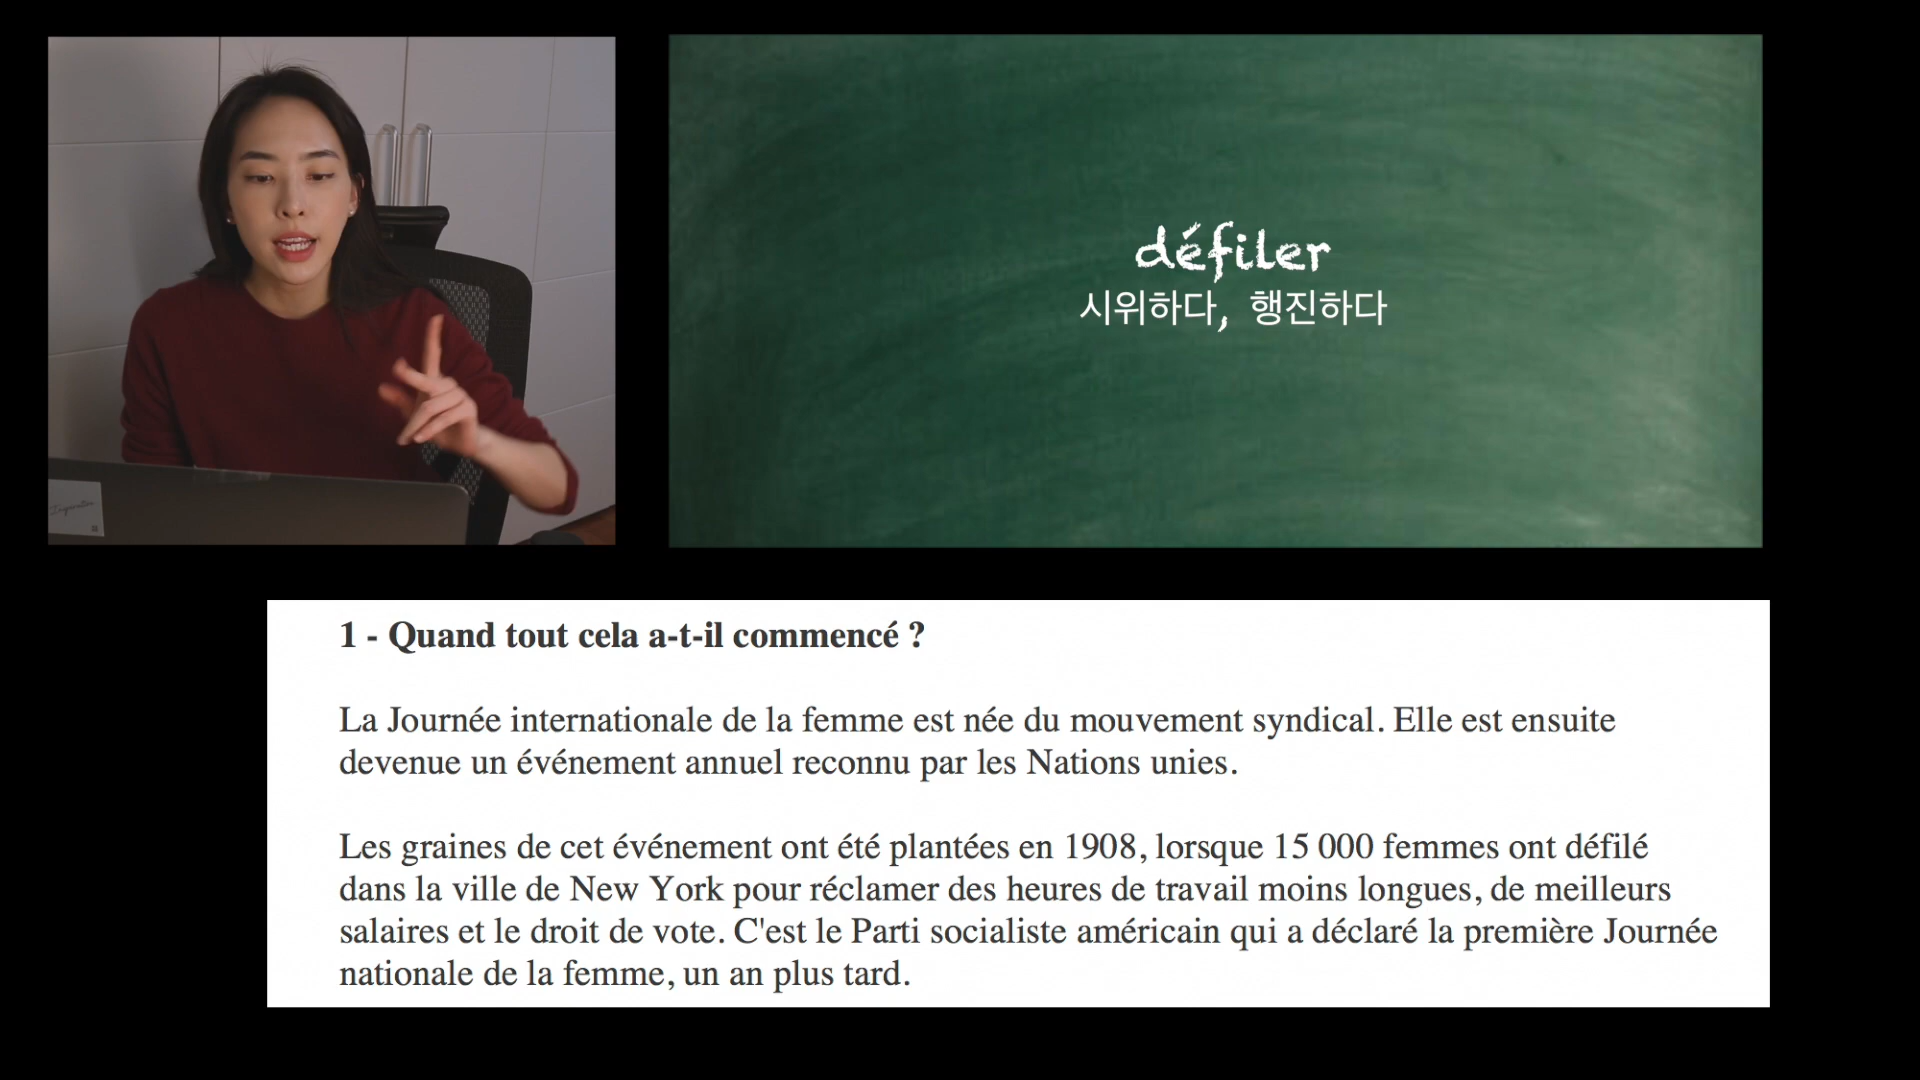 défiler
시위하다, 행진하다
1 - Quand tout cela a-t-il commencé ?
La Journée internationale de la femme est née du mouvement syndical. Elle est ensuite
devenue un événement annuel reconnu par les Nations unies.
Les graines de cet événement ont été plantées en 1908, lorsque 15 000 femmes ont défilé
dans la ville de New York pour réclamer des heures de travail moins longues, de meilleurs
salaires et le droit de vote. C'est le Parti socialiste américain qui a déclaré la première Journée
nationale de la femme, un an plus tard.